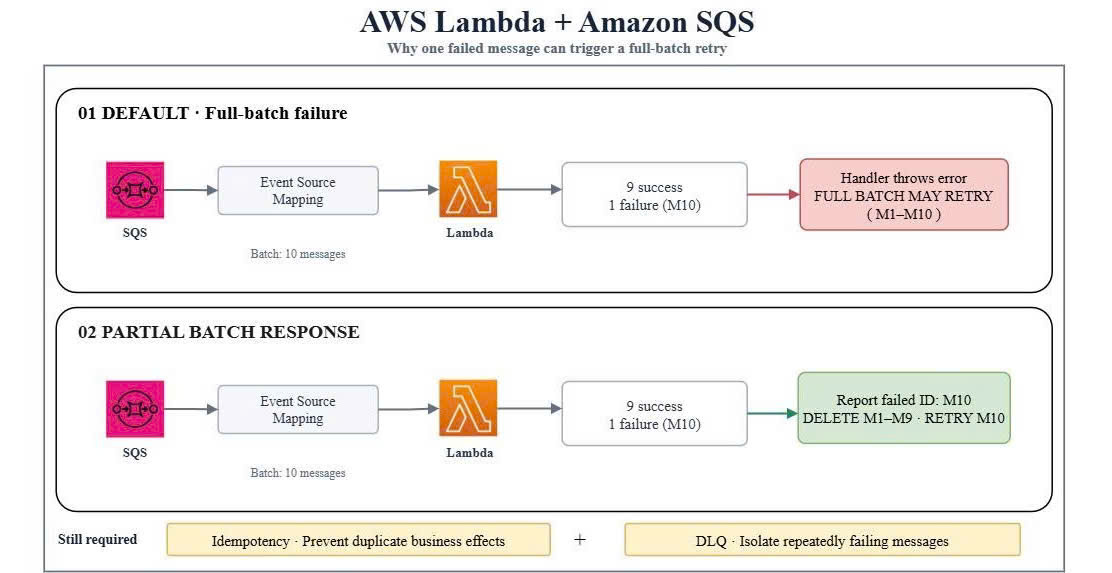 AWS Lambda + Amazon SQS
Why one failed message can trigger a full-batch retry
01 DEFAULT · Full-batch failure
SQS
Event Source
Mapping
Batch: 10 messages
Lambda
9 success
1 failure (M10)
Handler throws error
FULL BATCH MAY RETRY
( M1–M10 )
02 PARTIAL BATCH RESPONSE
SQS
Event Source
Mapping
Batch: 10 messages
Lambda
9 success
1 failure (M10)
Report failed ID: M10
DELETE M1–M9 · RETRY M10
Still required
Idempotency · Prevent duplicate business effects
+
DLQ · Isolate repeatedly failing messages